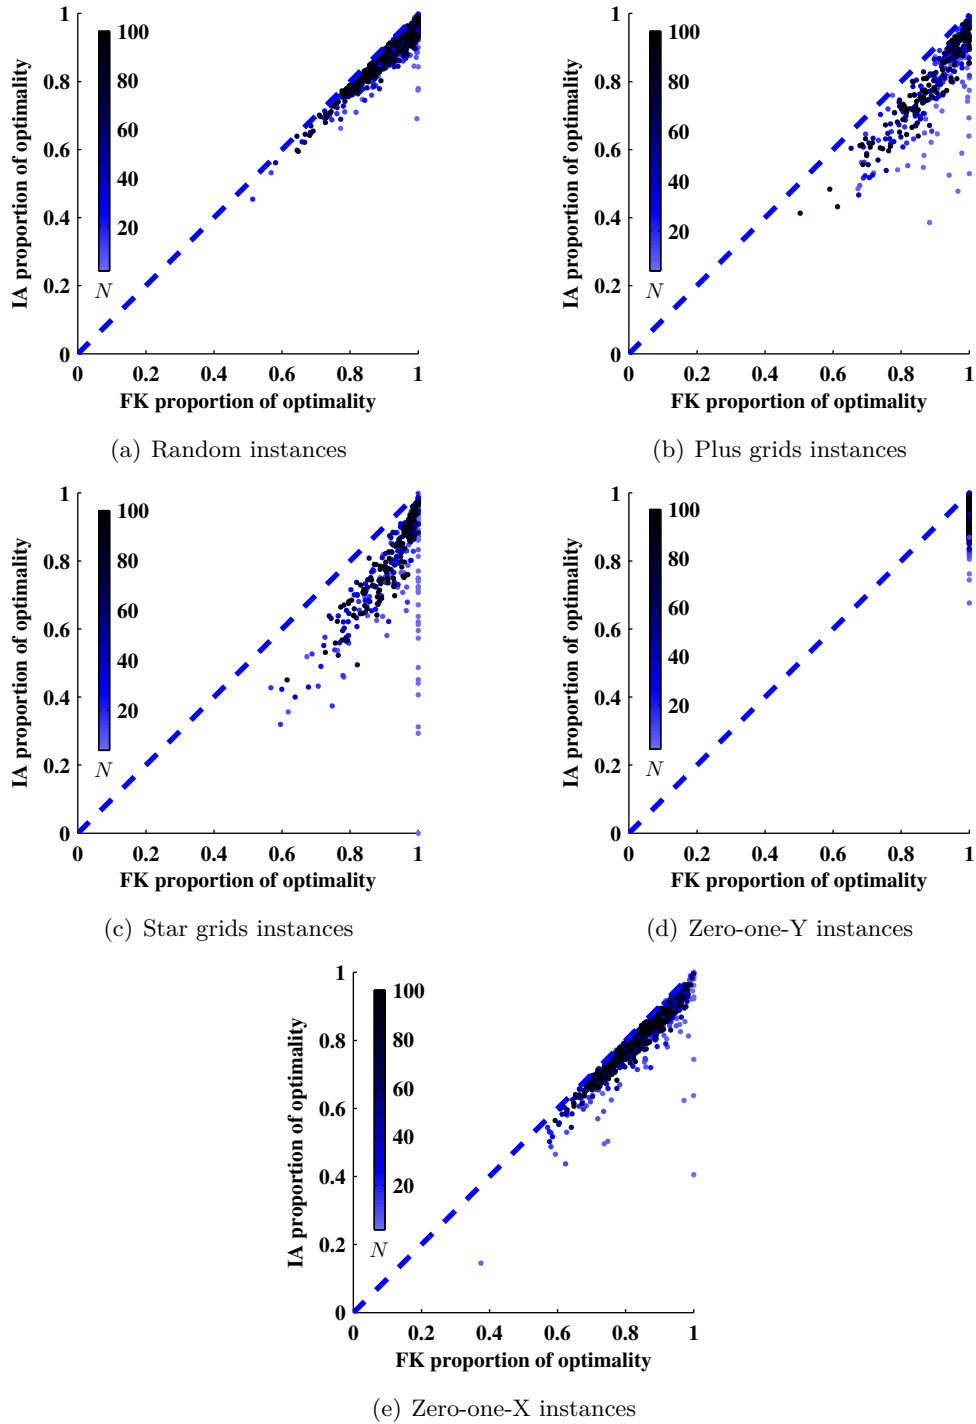 1
0.8
0.6
0.4
0.2
0
IA proportion of optimality
100
80
60
40
20
N
0 0.2 0.4 0.6 0.8 1
FK proportion of optimality
(a) Random instances
1
0.8
0.6
0.4
0.2
0
IA proportion of optimality
100
80
60
40
20
N
0 0.2 0.4 0.6 0.8 1
FK proportion of optimality
(b) Plus grids instances
1
0.8
0.6
0.4
0.2
0
IA proportion of optimality
100
80
60
40
20
N
0 0.2 0.4 0.6 0.8 1
FK proportion of optimality
(c) Star grids instances
1
0.8
0.6
0.4
0.2
0
IA proportion of optimality
100
80
60
40
20
N
0 0.2 0.4 0.6 0.8 1
FK proportion of optimality
(d) Zero-one-Y instances
1
0.8
0.6
0.4
0.2
0
IA proportion of optimality
100
80
60
40
20
N
0 0.2 0.4 0.6 0.8 1
FK proportion of optimality
(e) Zero-one-X instances